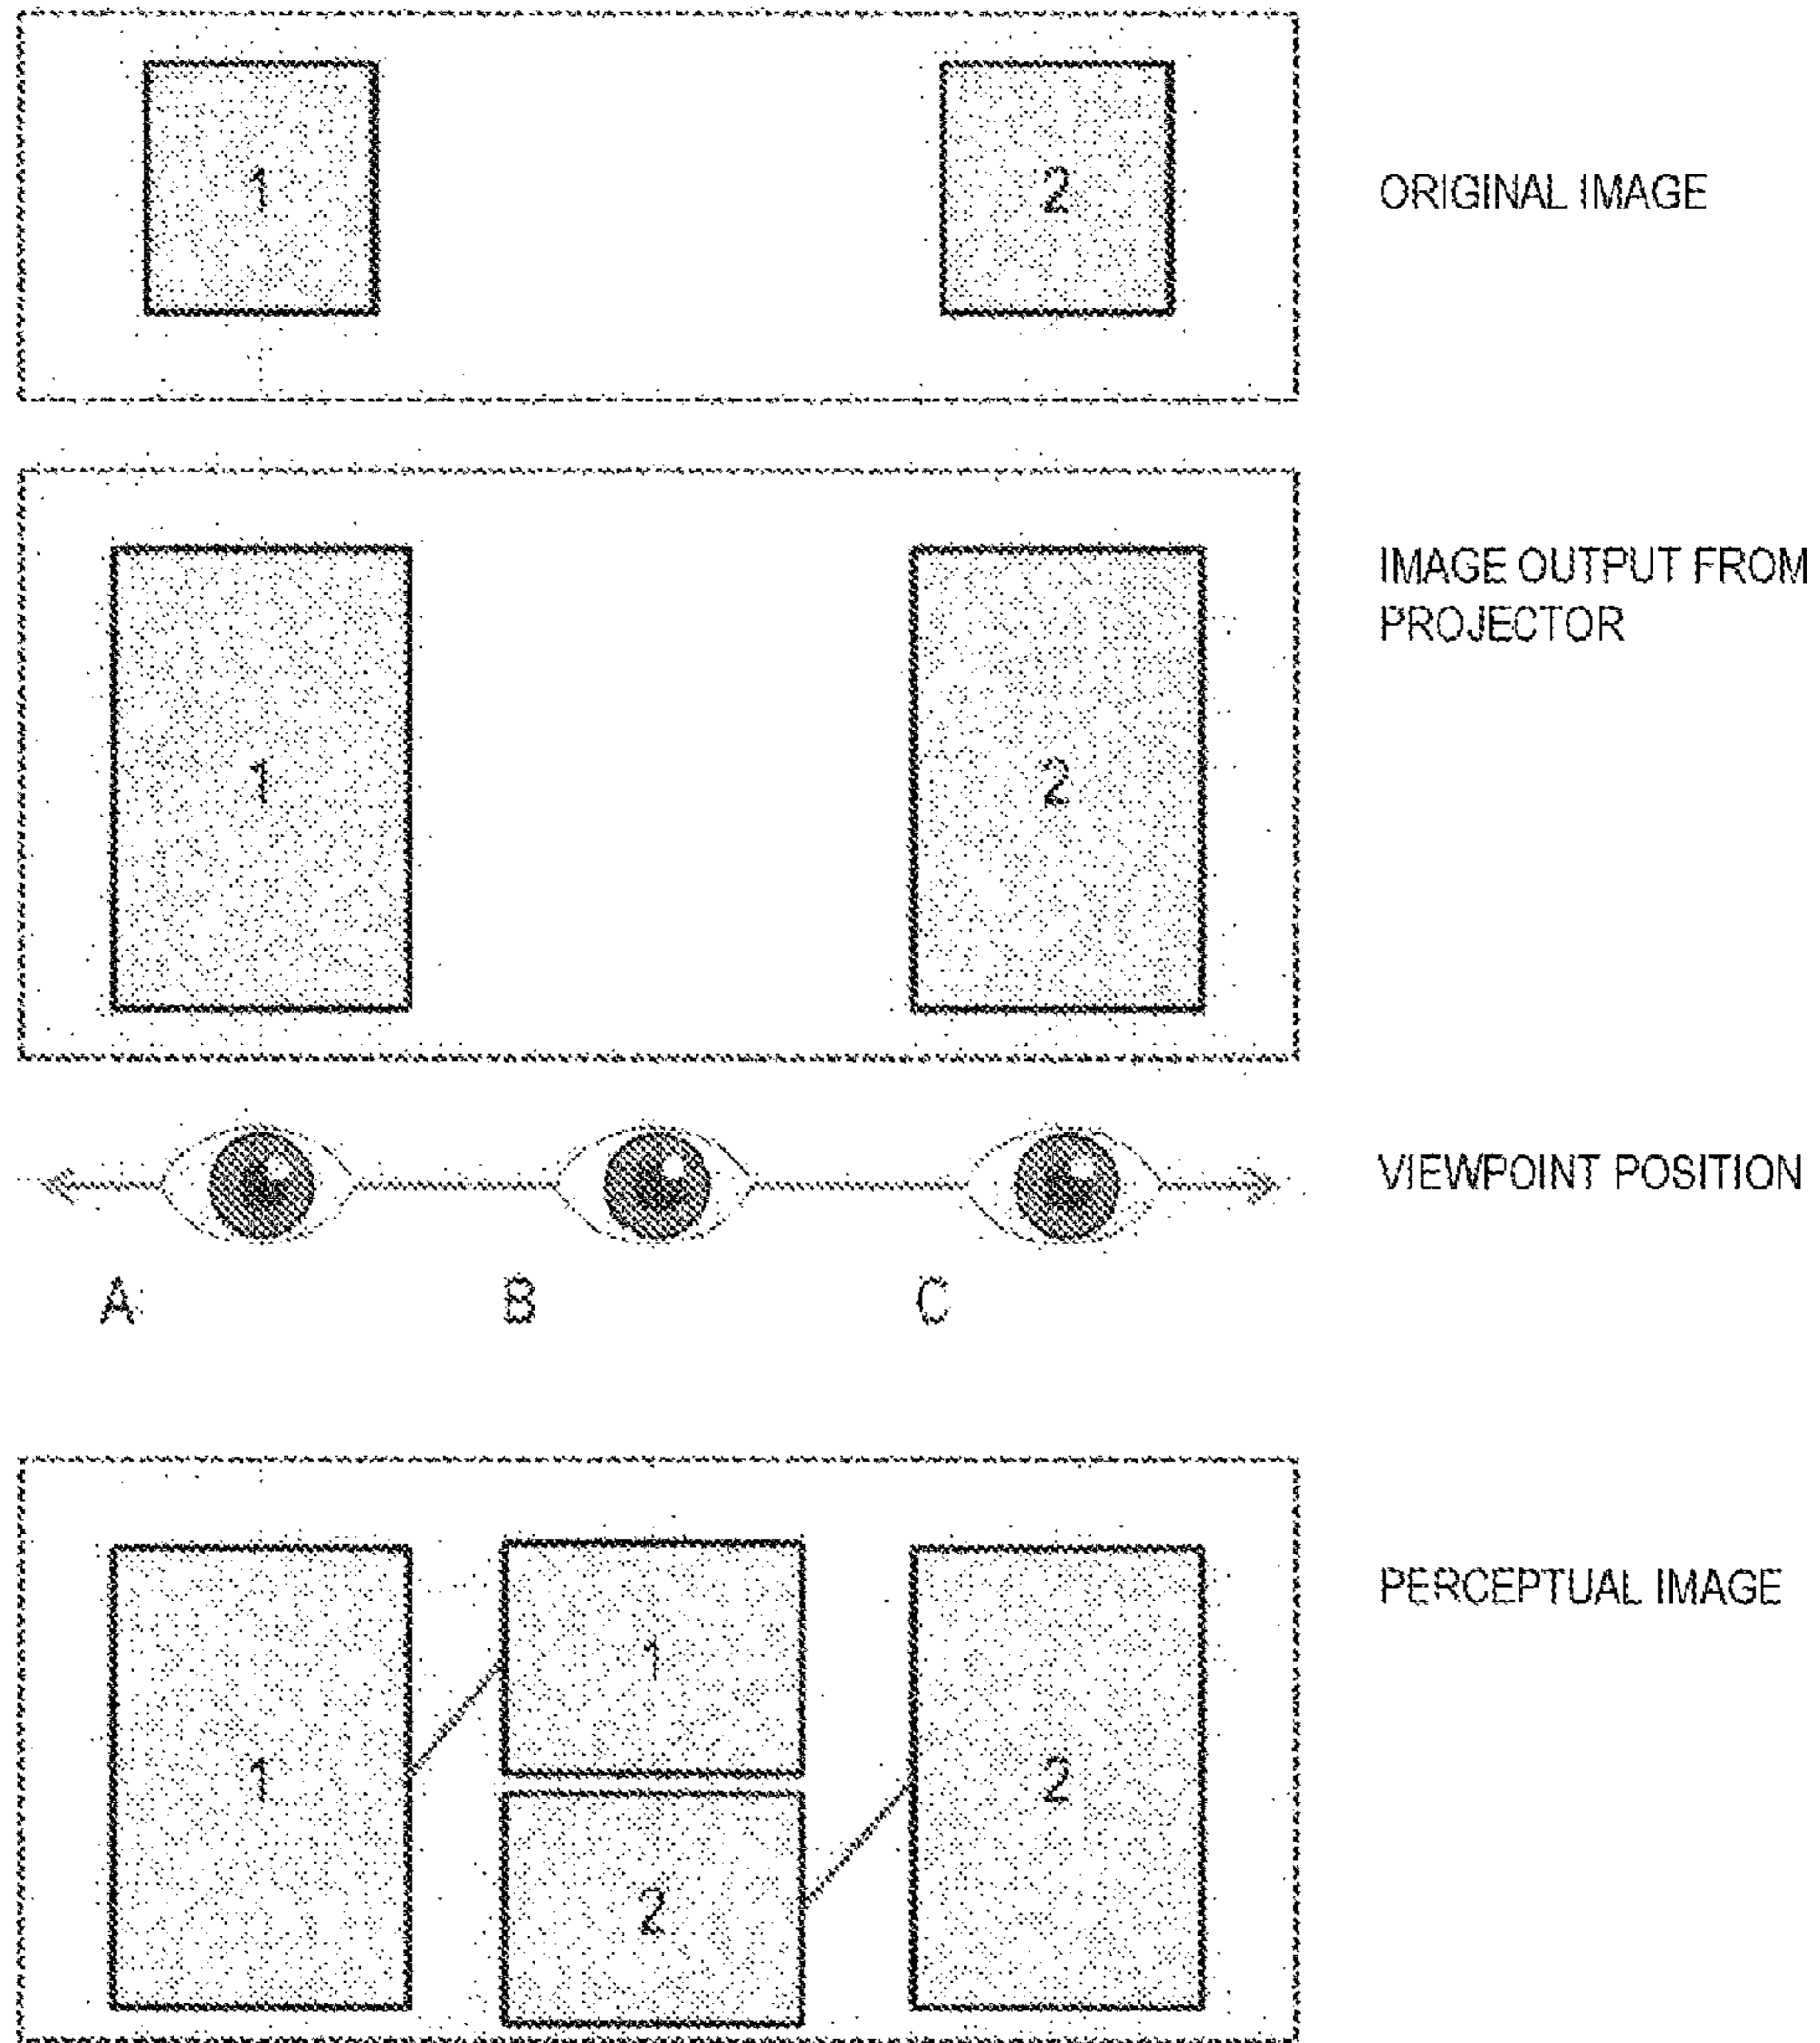 1
2
ORIGINAL IMAGE
1
2
IMAGE OUTPUT FROM
PROJECTOR
VIEWPOINT POSITION
A
B
C
PERCEPTUAL IMAGE
1
1
2
2